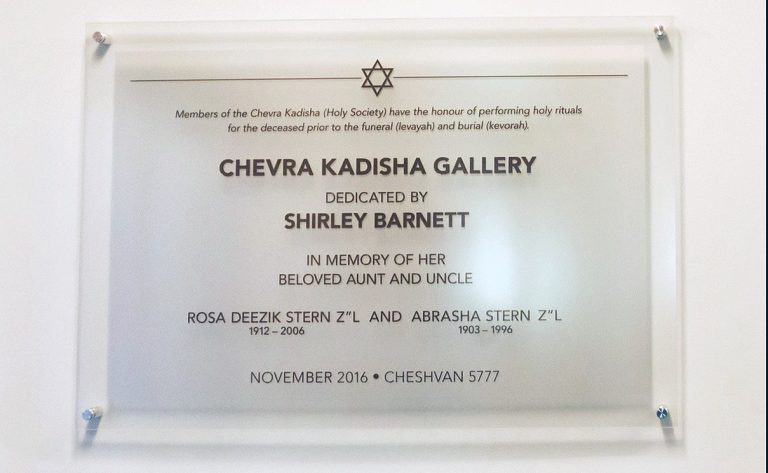 Members of the Chevra Kadisha (Holy Society) have the honour of performing holy rituals
for the deceased prior to the funeral (levayah) and burial (kevorah).
CHEVRA KADISHA GALLERY
DEDICATED BY
SHIRLEY BARNETT
IN MEMORY OF HER
BELOVED AUNT AND UNCLE
ROSA DEEZIK STERN Z"L AND ABRASHA STERN Z"L
1912 – 2006 1903 – 1996
NOVEMBER 2016 • CHESHVAN 5777